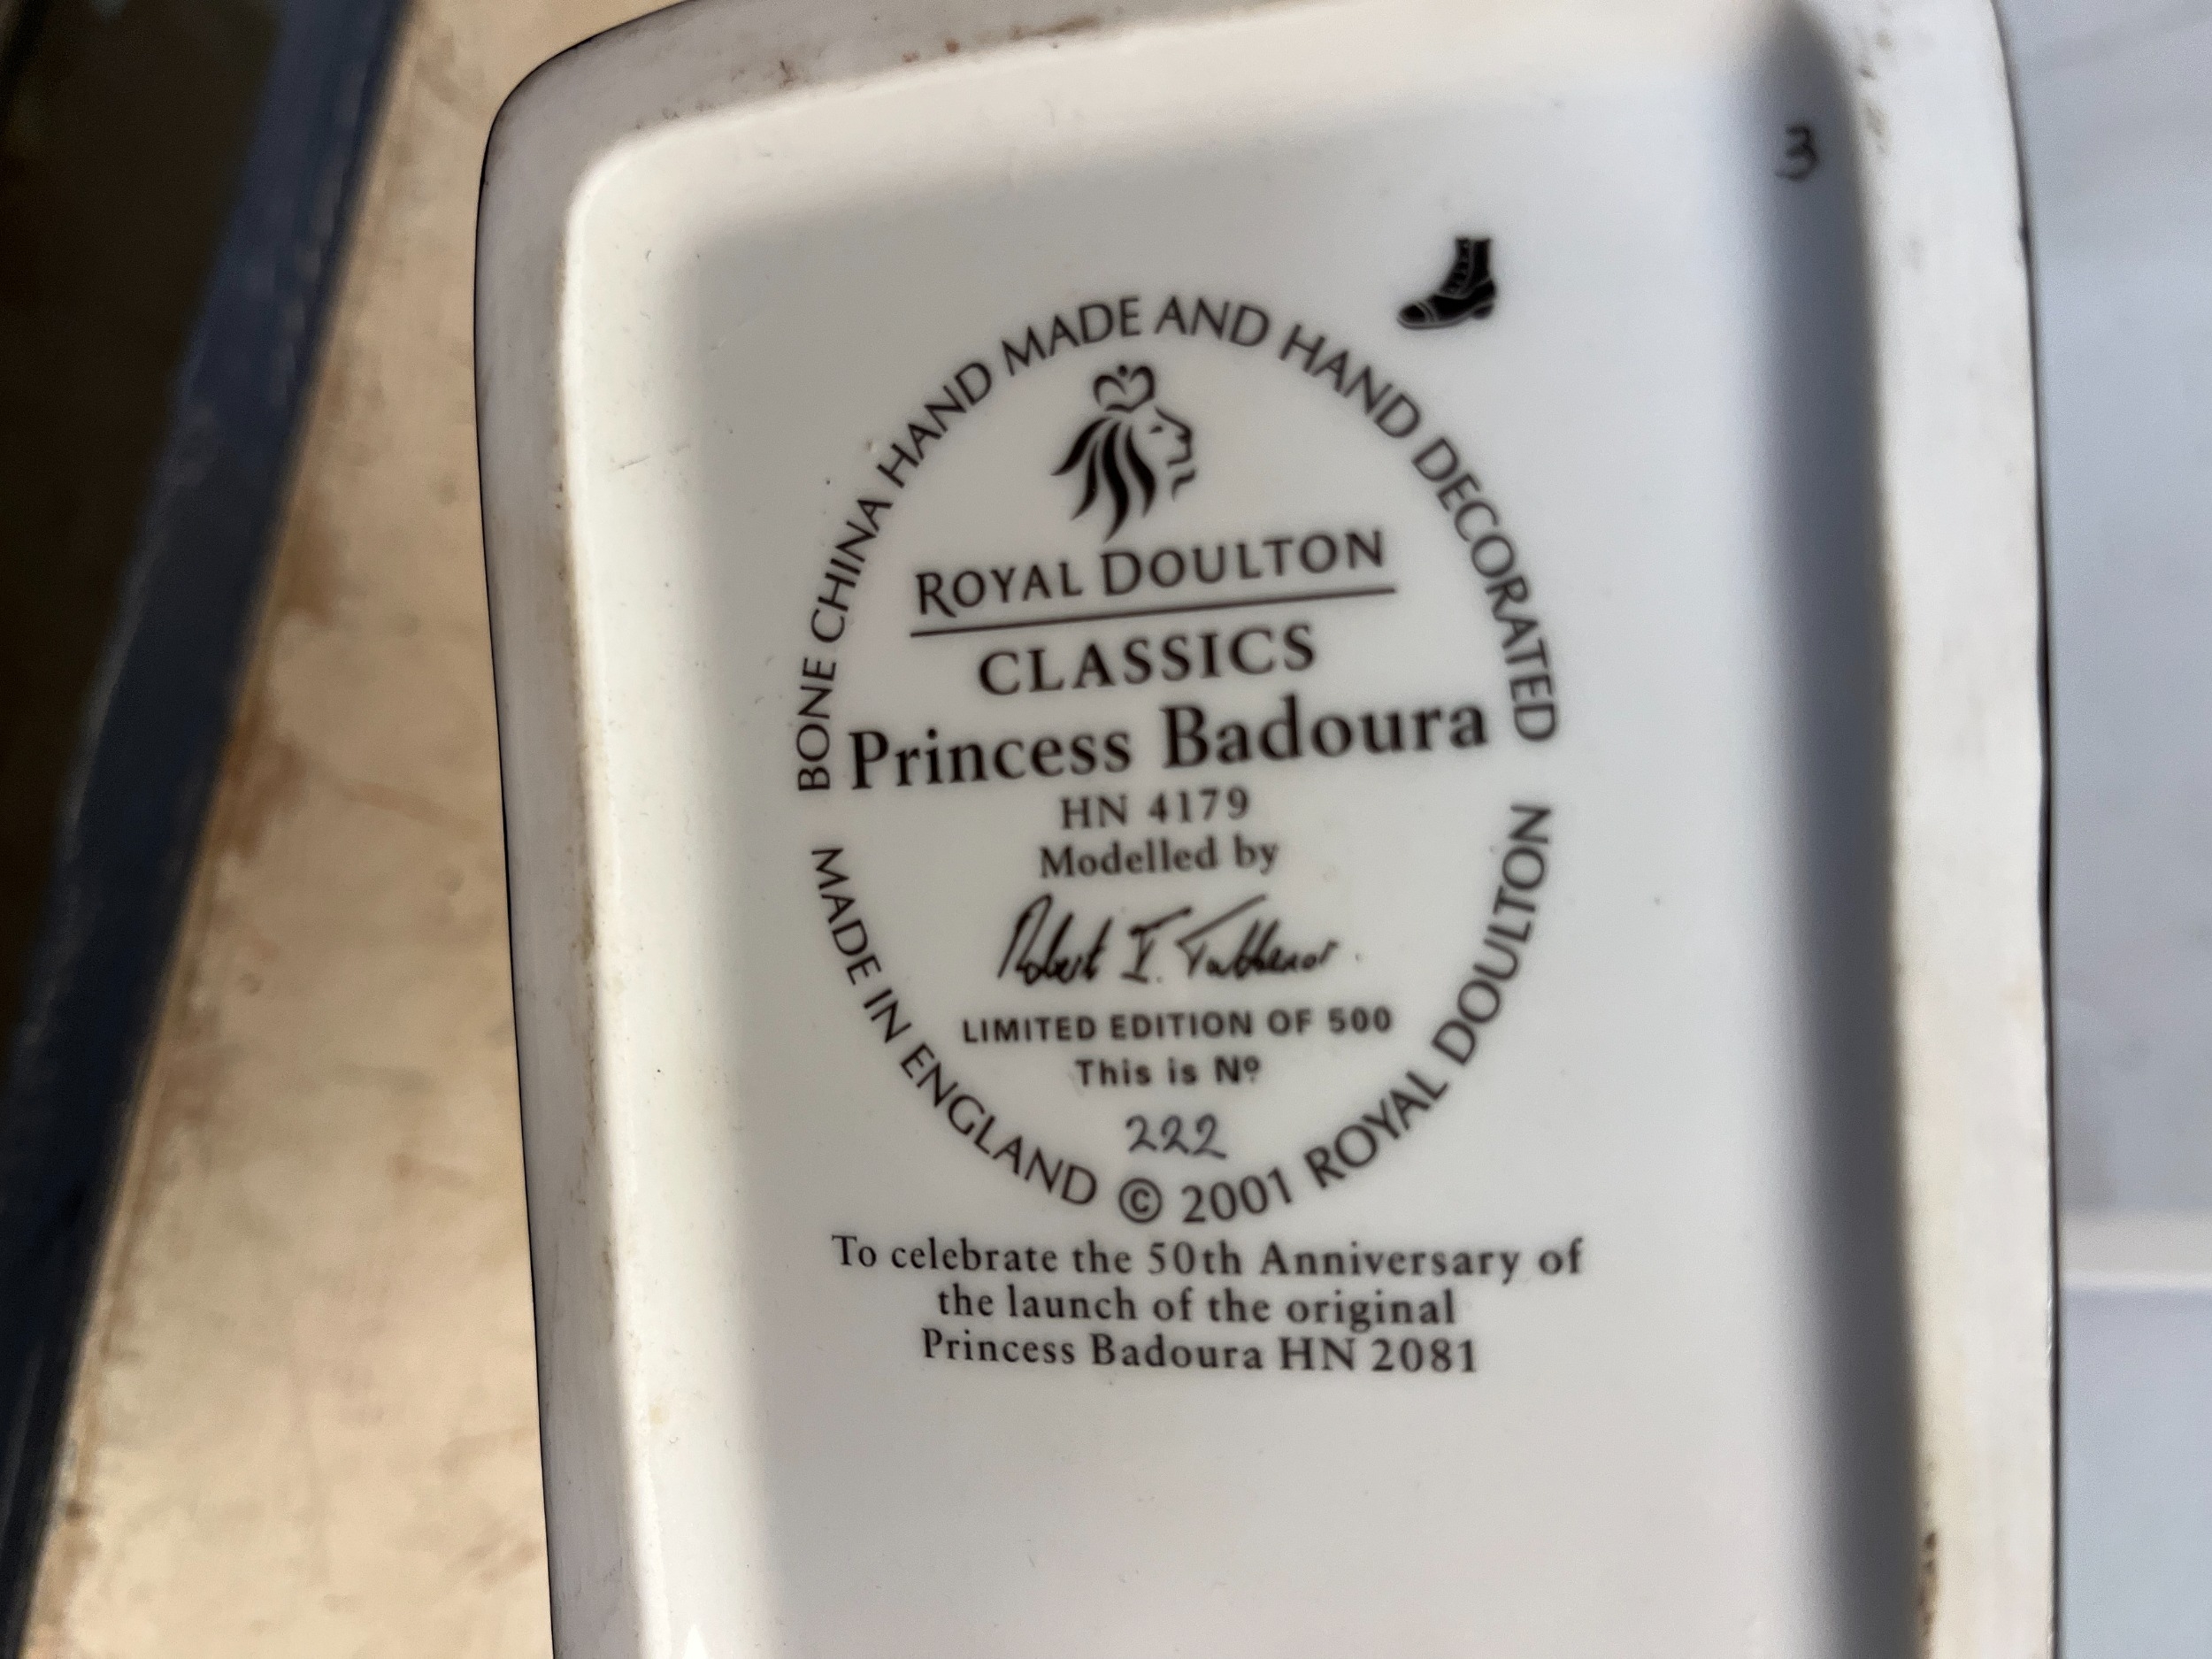 3
BONE CHINA HAND MADE AND HAND DECORATED
ROYAL DOULTON
CLASSICS
Princess Badoura
HN 4179
Modelled by
Robert I. Tabbenor.
LIMITED EDITION OF 500
This is Nº
222
MADE IN ENGLAND © 2001 ROYAL DOULTON
To celebrate the 50th Anniversary of
the launch of the original
Princess Badoura HN 2081